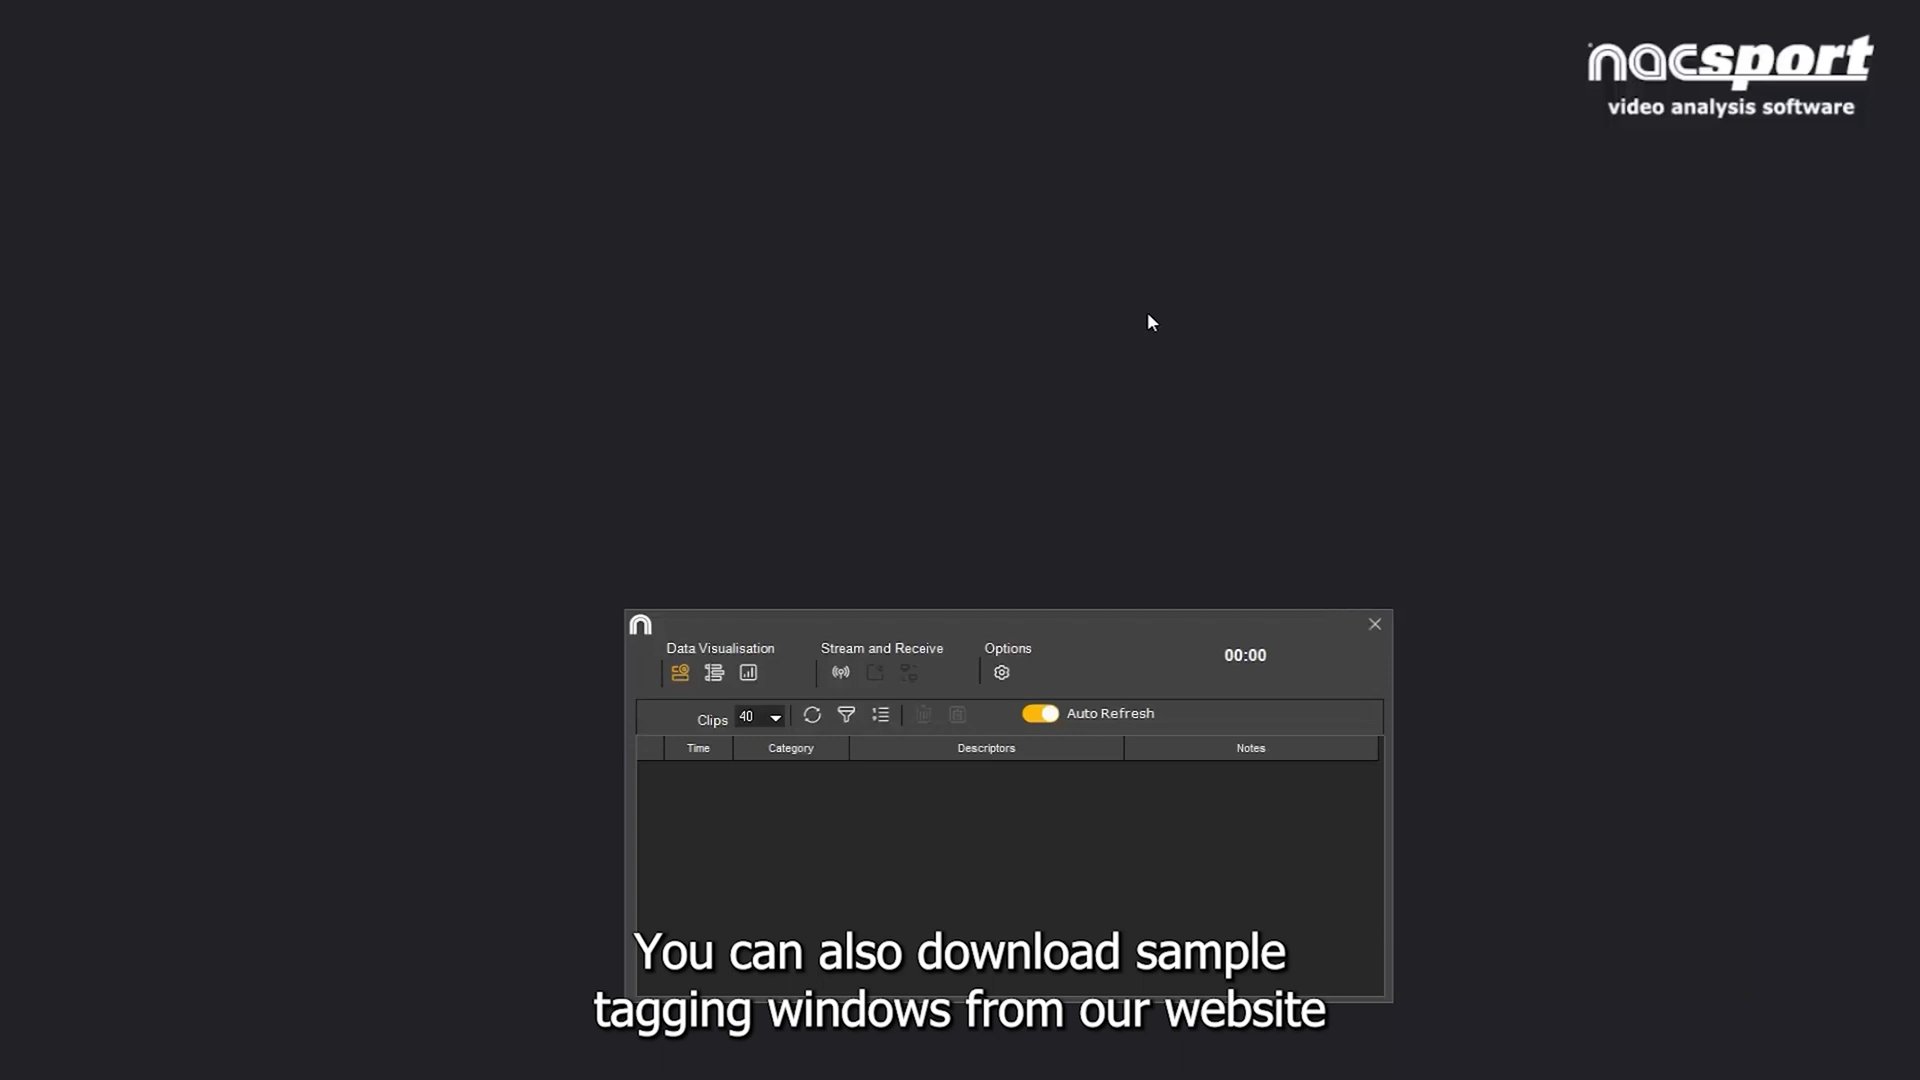 nacsport
video analysis software
Data Visualisation
Stream and Receive
Options
00:00
Clips 40
Auto Refresh
Time Category Descriptors Notes
You can also download sample
tagging windows from our website